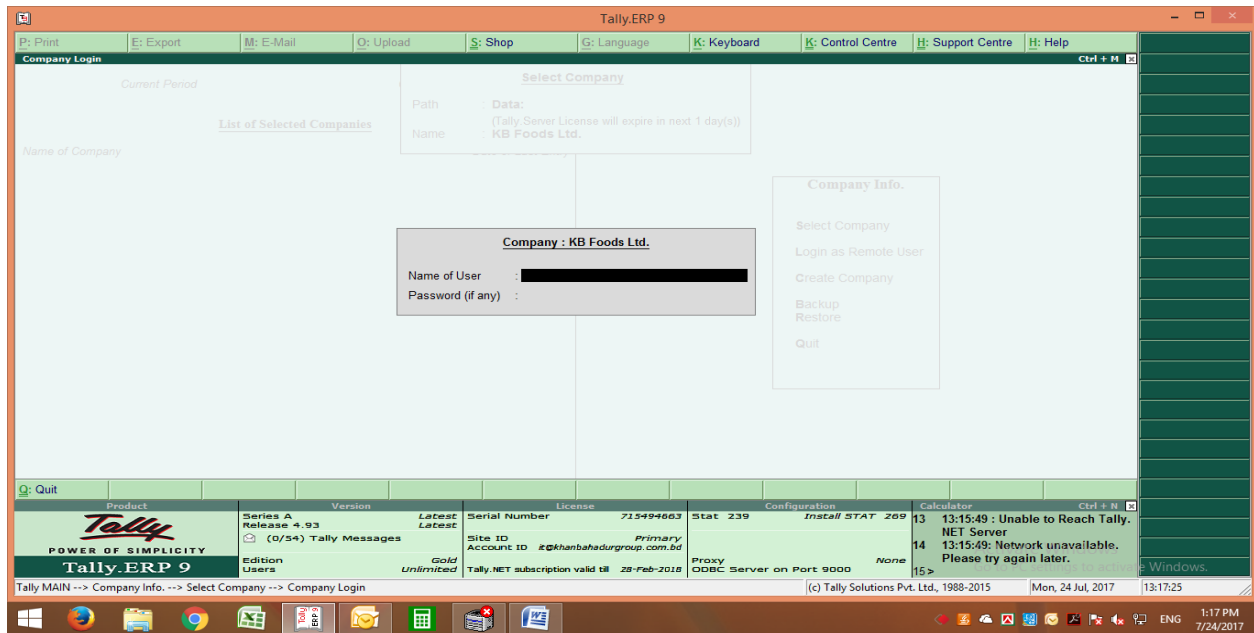 Tally.ERP 9
P: Print E: Export M: E-Mail O: Upload S: Shop G: Language K: Keyboard K: Control Centre H: Support Centre H: Help
Company Login Ctrl + M
Current Period
Select Company
Path : Data:
(Tally Server License will expire in next 1 day(s))
Name : KB Foods Ltd.
List of Selected Companies
Name of Company
Company Info.
Select Company
Login as Remote User
Create Company
Backup
Restore
Quit
Company : KB Foods Ltd.
Name of User :
Password (if any) :
Q: Quit
Product Version License Configuration Calculator Ctrl + N
Tally
POWER OF SIMPLICITY
Tally.ERP 9
Series A Latest
Release 4.93 Latest
(0/54) Tally Messages
Edition Gold
Users Unlimited
Serial Number 715494663
Site ID Primary
Account ID it@khanbahadurgroup.com.bd
Tally.NET subscription valid till 28-Feb-2018
Stat 239 Install STAT 269
Proxy None
ODBC Server on Port 9000
13 13:15:49 : Unable to Reach Tally.
NET Server
14 13:15:49: Network unavailable.
Please try again later.
15 >
Go to PC settings to activate Windows.
Tally MAIN --> Company Info. --> Select Company --> Company Login (c) Tally Solutions Pvt. Ltd., 1988-2015 Mon, 24 Jul, 2017 13:17:25
ENG 1:17 PM
7/24/2017